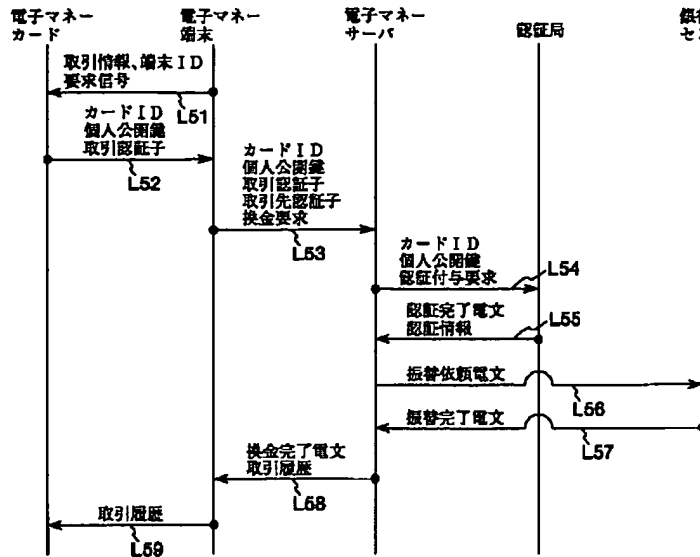 電子マネー
カード
電子マネー
端末
電子マネー
サーバ
認証局
取引情報、端末ID
要求信号
L51
カードID
個人公開鍵
取引認証子
L52
カードID
個人公開鍵
取引認証子
取引先認証子
換金要求
L53
カードID
個人公開鍵
認証付与要求
L54
認証完了電文
認証情報
L55
振替依頼電文
L56
振替完了電文
L57
換金完了電文
取引履歴
L58
取引履歴
L59